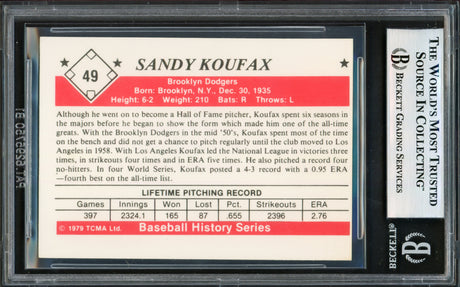 49
SANDY KOUFAX
Brooklyn Dodgers
Born: Brooklyn, N.Y., Dec. 30, 1935
Height: 6-2 Weight: 210 Bats: R Throws: L
Although he went on to become a Hall of Fame pitcher, Koufax spent six seasons in
the majors before he began to show the form which made him one of the all-time
greats. With the Brooklyn Dodgers in the mid '50's, Koufax spent most of the time
on the bench and did not get to pitch regularly until the club moved to Los
Angeles in 1958. With Los Angeles Koufax led the National League in victories three
times, in strikeouts four times and in ERA five times. He also pitched a record four
no-hitters. In four World Series, Koufax posted a 4-3 record with a 0.95 ERA
—fourth best on the all-time list.
LIFETIME PITCHING RECORD
Games Innings Won Lost Pct. Strikeouts ERA
397 2324.1 165 87 .655 2396 2.76
© 1979 TCMA Ltd. Baseball History Series
THE WORLD'S MOST TRUSTED
SOURCE IN COLLECTING™
BECKETT GRADING SERVICES
BECKETT
B